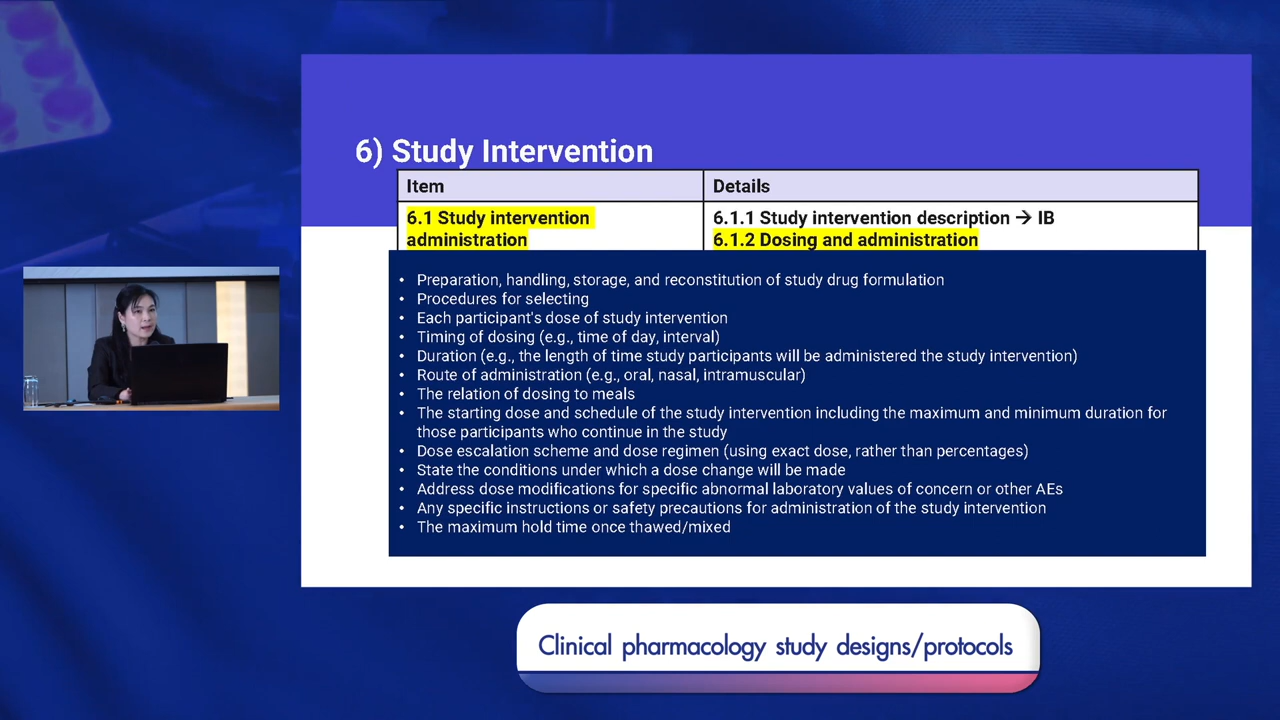 6) Study Intervention
Item
Details
6.1 Study intervention
administration
6.1.1 Study intervention description → IB
6.1.2 Dosing and administration
• Preparation, handling, storage, and reconstitution of study drug formulation
• Procedures for selecting
• Each participant's dose of study intervention
• Timing of dosing (e.g., time of day, interval)
• Duration (e.g., the length of time study participants will be administered the study intervention)
• Route of administration (e.g., oral, nasal, intramuscular)
• The relation of dosing to meals
• The starting dose and schedule of the study intervention including the maximum and minimum duration for
those participants who continue in the study
• Dose escalation scheme and dose regimen (using exact dose, rather than percentages)
• State the conditions under which a dose change will be made
• Address dose modifications for specific abnormal laboratory values of concern or other AEs
• Any specific instructions or safety precautions for administration of the study intervention
• The maximum hold time once thawed/mixed
Clinical pharmacology study designs/protocols